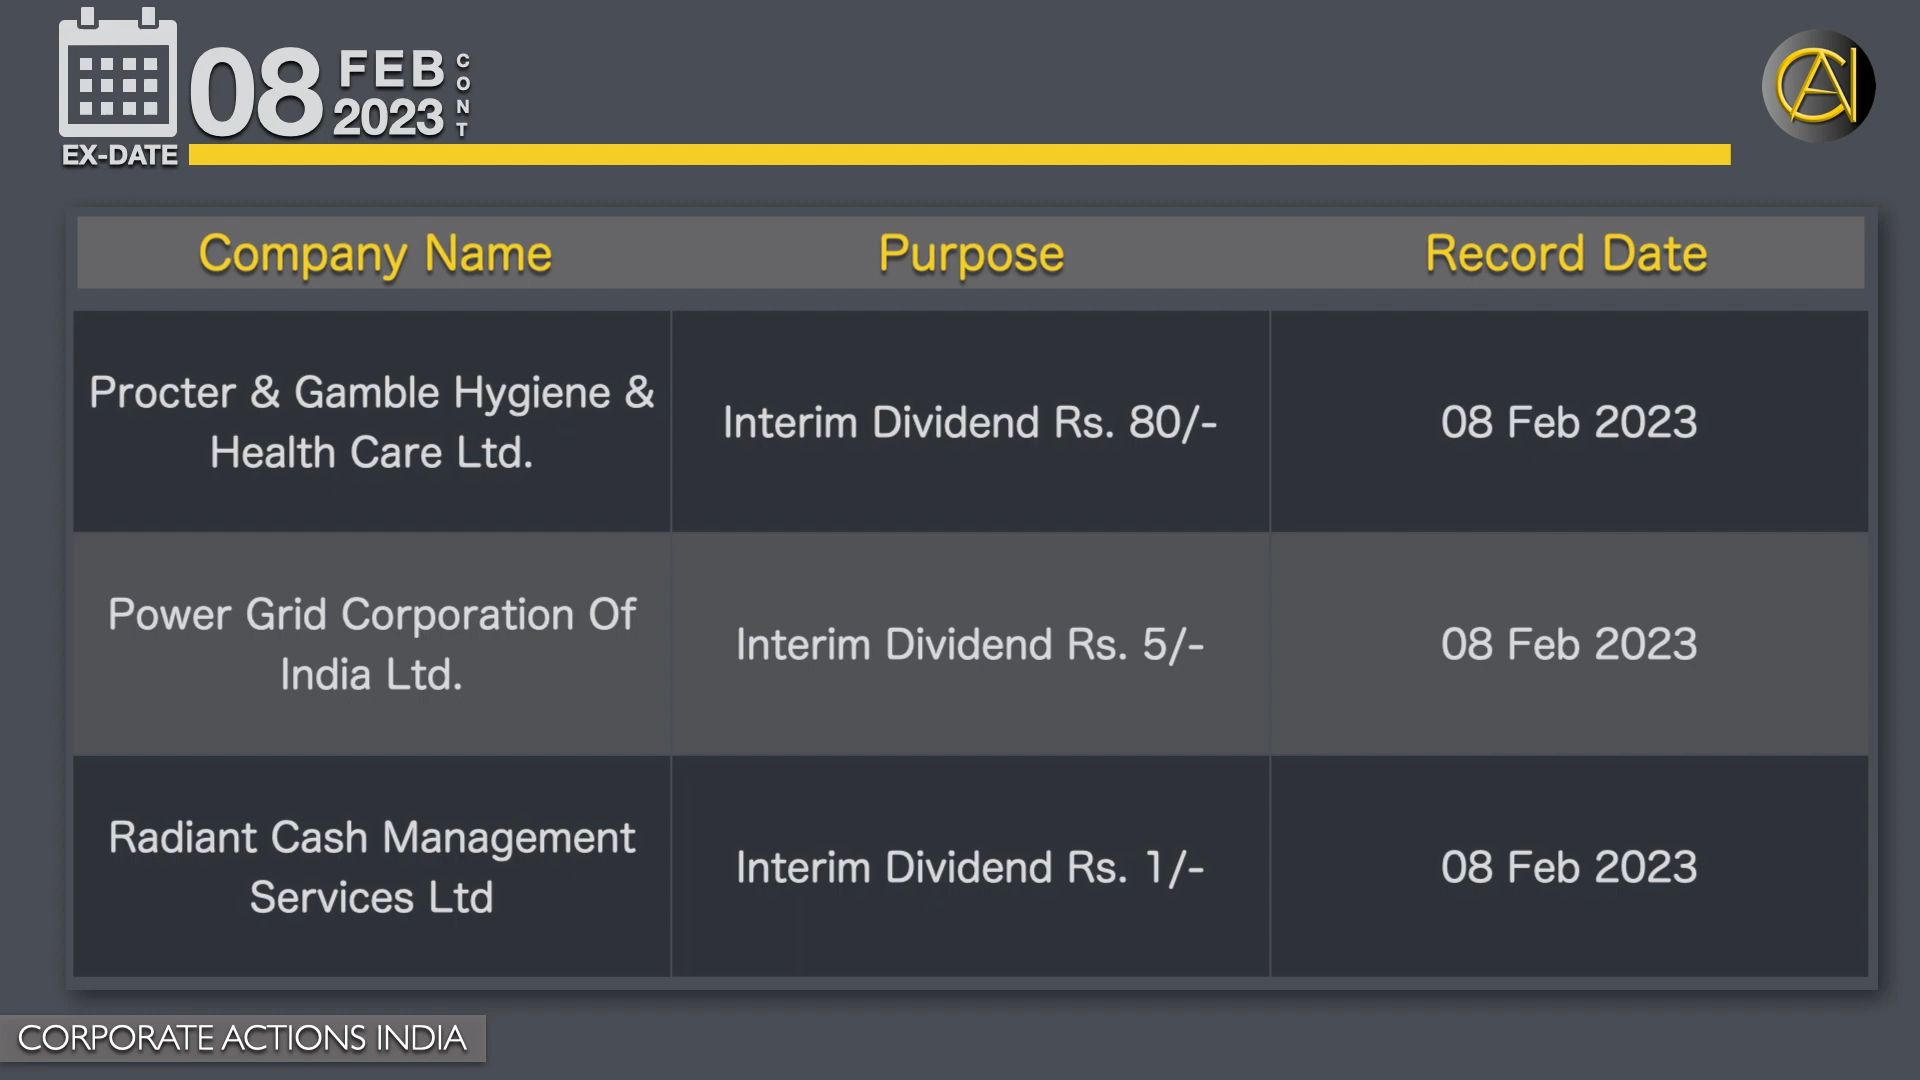 08 FEB 2023 CONT
EX-DATE
CAI
Company Name Purpose Record Date
Procter & Gamble Hygiene &
Health Care Ltd.
Interim Dividend Rs. 80/-
08 Feb 2023
Power Grid Corporation Of
India Ltd.
Interim Dividend Rs. 5/-
08 Feb 2023
Radiant Cash Management
Services Ltd
Interim Dividend Rs. 1/-
08 Feb 2023
CORPORATE ACTIONS INDIA